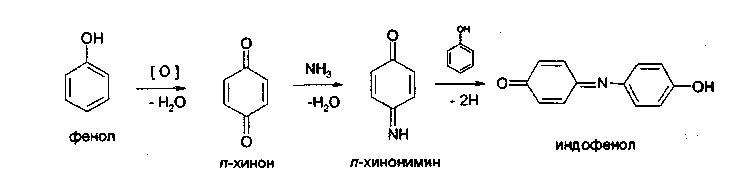 OH
фенол
[O]
- H₂O
O
O
п-хинон
NH₃
-H₂O
O
NH
п-хинонимин
OH
- 2H
O
N
OH
индофенол